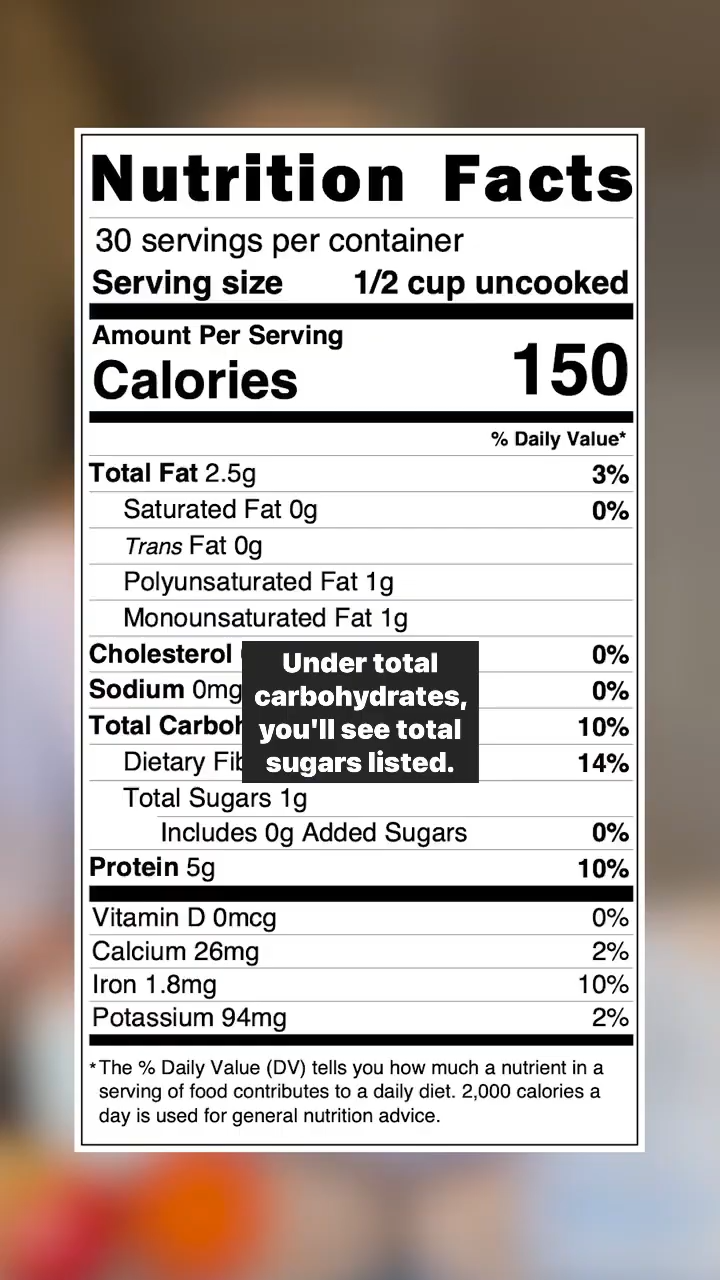 Nutrition Facts
30 servings per container
Serving size 1/2 cup uncooked
Amount Per Serving
Calories 150
% Daily Value*
Total Fat 2.5g 3%
Saturated Fat 0g 0%
Trans Fat 0g
Polyunsaturated Fat 1g
Monounsaturated Fat 1g
Cholesterol 0%
Sodium 0mg 0%
10%
Total
Dietary 14%
Under total
carbohydrates,
you'll see total
sugars listed.
Total Sugars 1g
Includes 0g Added Sugars 0%
Protein 5g 10%
Vitamin D 0mcg 0%
Calcium 26mg 2%
Iron 1.8mg 10%
Potassium 94mg 2%
*The % Daily Value (DV) tells you how much a nutrient in a
serving of food contributes to a daily diet. 2,000 calories a
day is used for general nutrition advice.